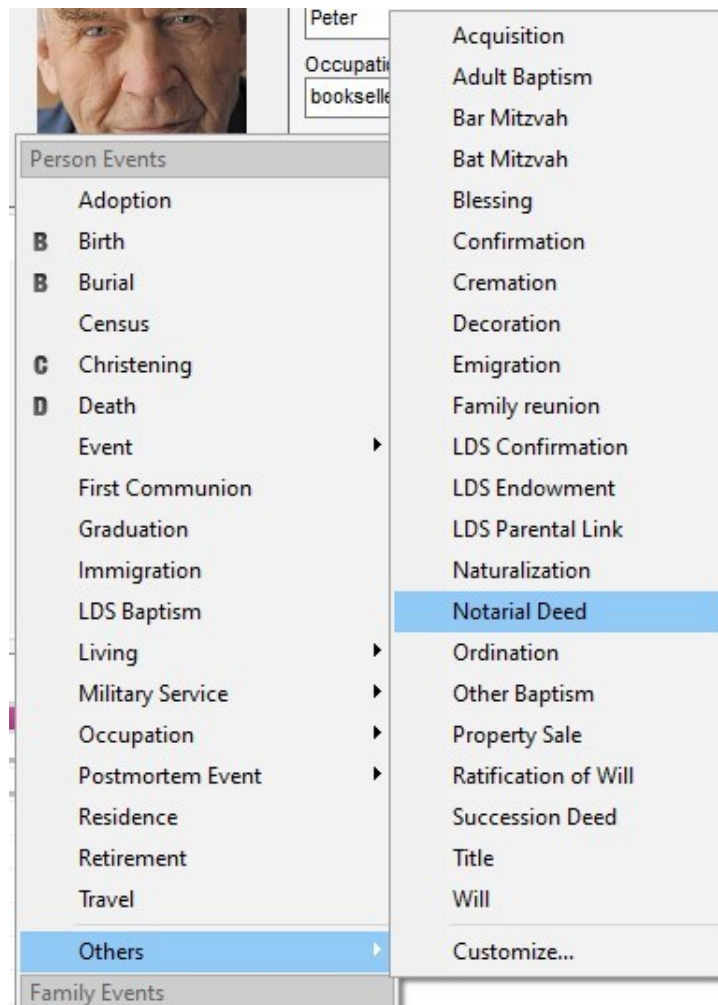 Peter
Occupati
bookselle
Person Events
Adoption
B Birth
B Burial
Census
C Christening
D Death
Event
First Communion
Graduation
Immigration
LDS Baptism
Living
Military Service
Occupation
Postmortem Event
Residence
Retirement
Travel
Others
Family Events
Acquisition
Adult Baptism
Bar Mitzvah
Bat Mitzvah
Blessing
Confirmation
Cremation
Decoration
Emigration
Family reunion
LDS Confirmation
LDS Endowment
LDS Parental Link
Naturalization
Notarial Deed
Ordination
Other Baptism
Property Sale
Ratification of Will
Succession Deed
Title
Will
Customize...